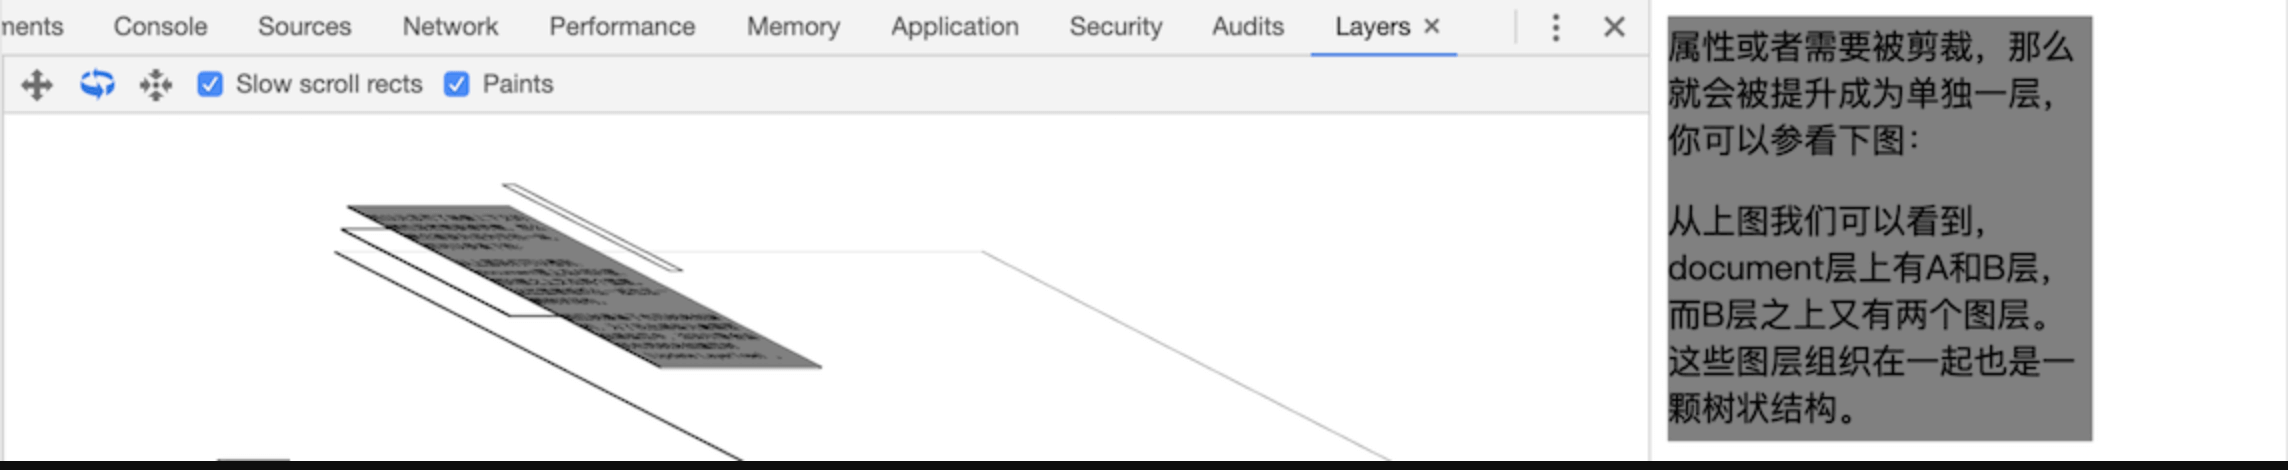 ments Console Sources Network Performance Memory Application Security Audits Layers ×
Slow scroll rects Paints
属性或者需要被剪裁，那么
就会被提升成为单独一层，
你可以参看下图：
从上图我们可以看到，
document层上有A和B层，
而B层之上又有两个图层。
这些图层组织在一起也是一
颗树状结构。